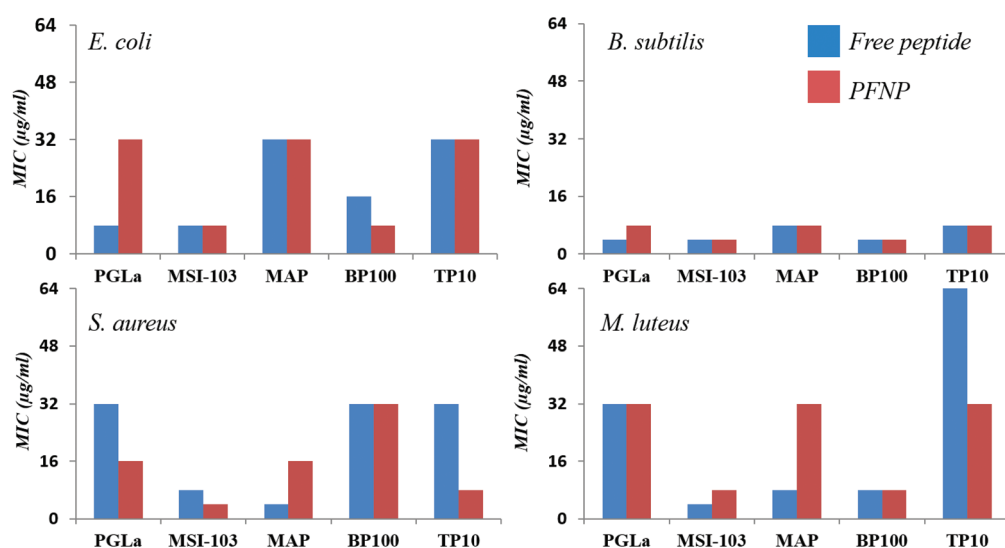 E. coli
MIC (µg/ml)
64
48
32
16
0
PGLa MSI-103 MAP BP100 TP10
B. subtilis
Free peptide
PFNP
MIC (µg/ml)
64
48
32
16
0
PGLa MSI-103 MAP BP100 TP10
S. aureus
MIC (µg/ml)
64
48
32
16
0
PGLa MSI-103 MAP BP100 TP10
M. luteus
MIC (µg/ml)
64
48
32
16
0
PGLa MSI-103 MAP BP100 TP10